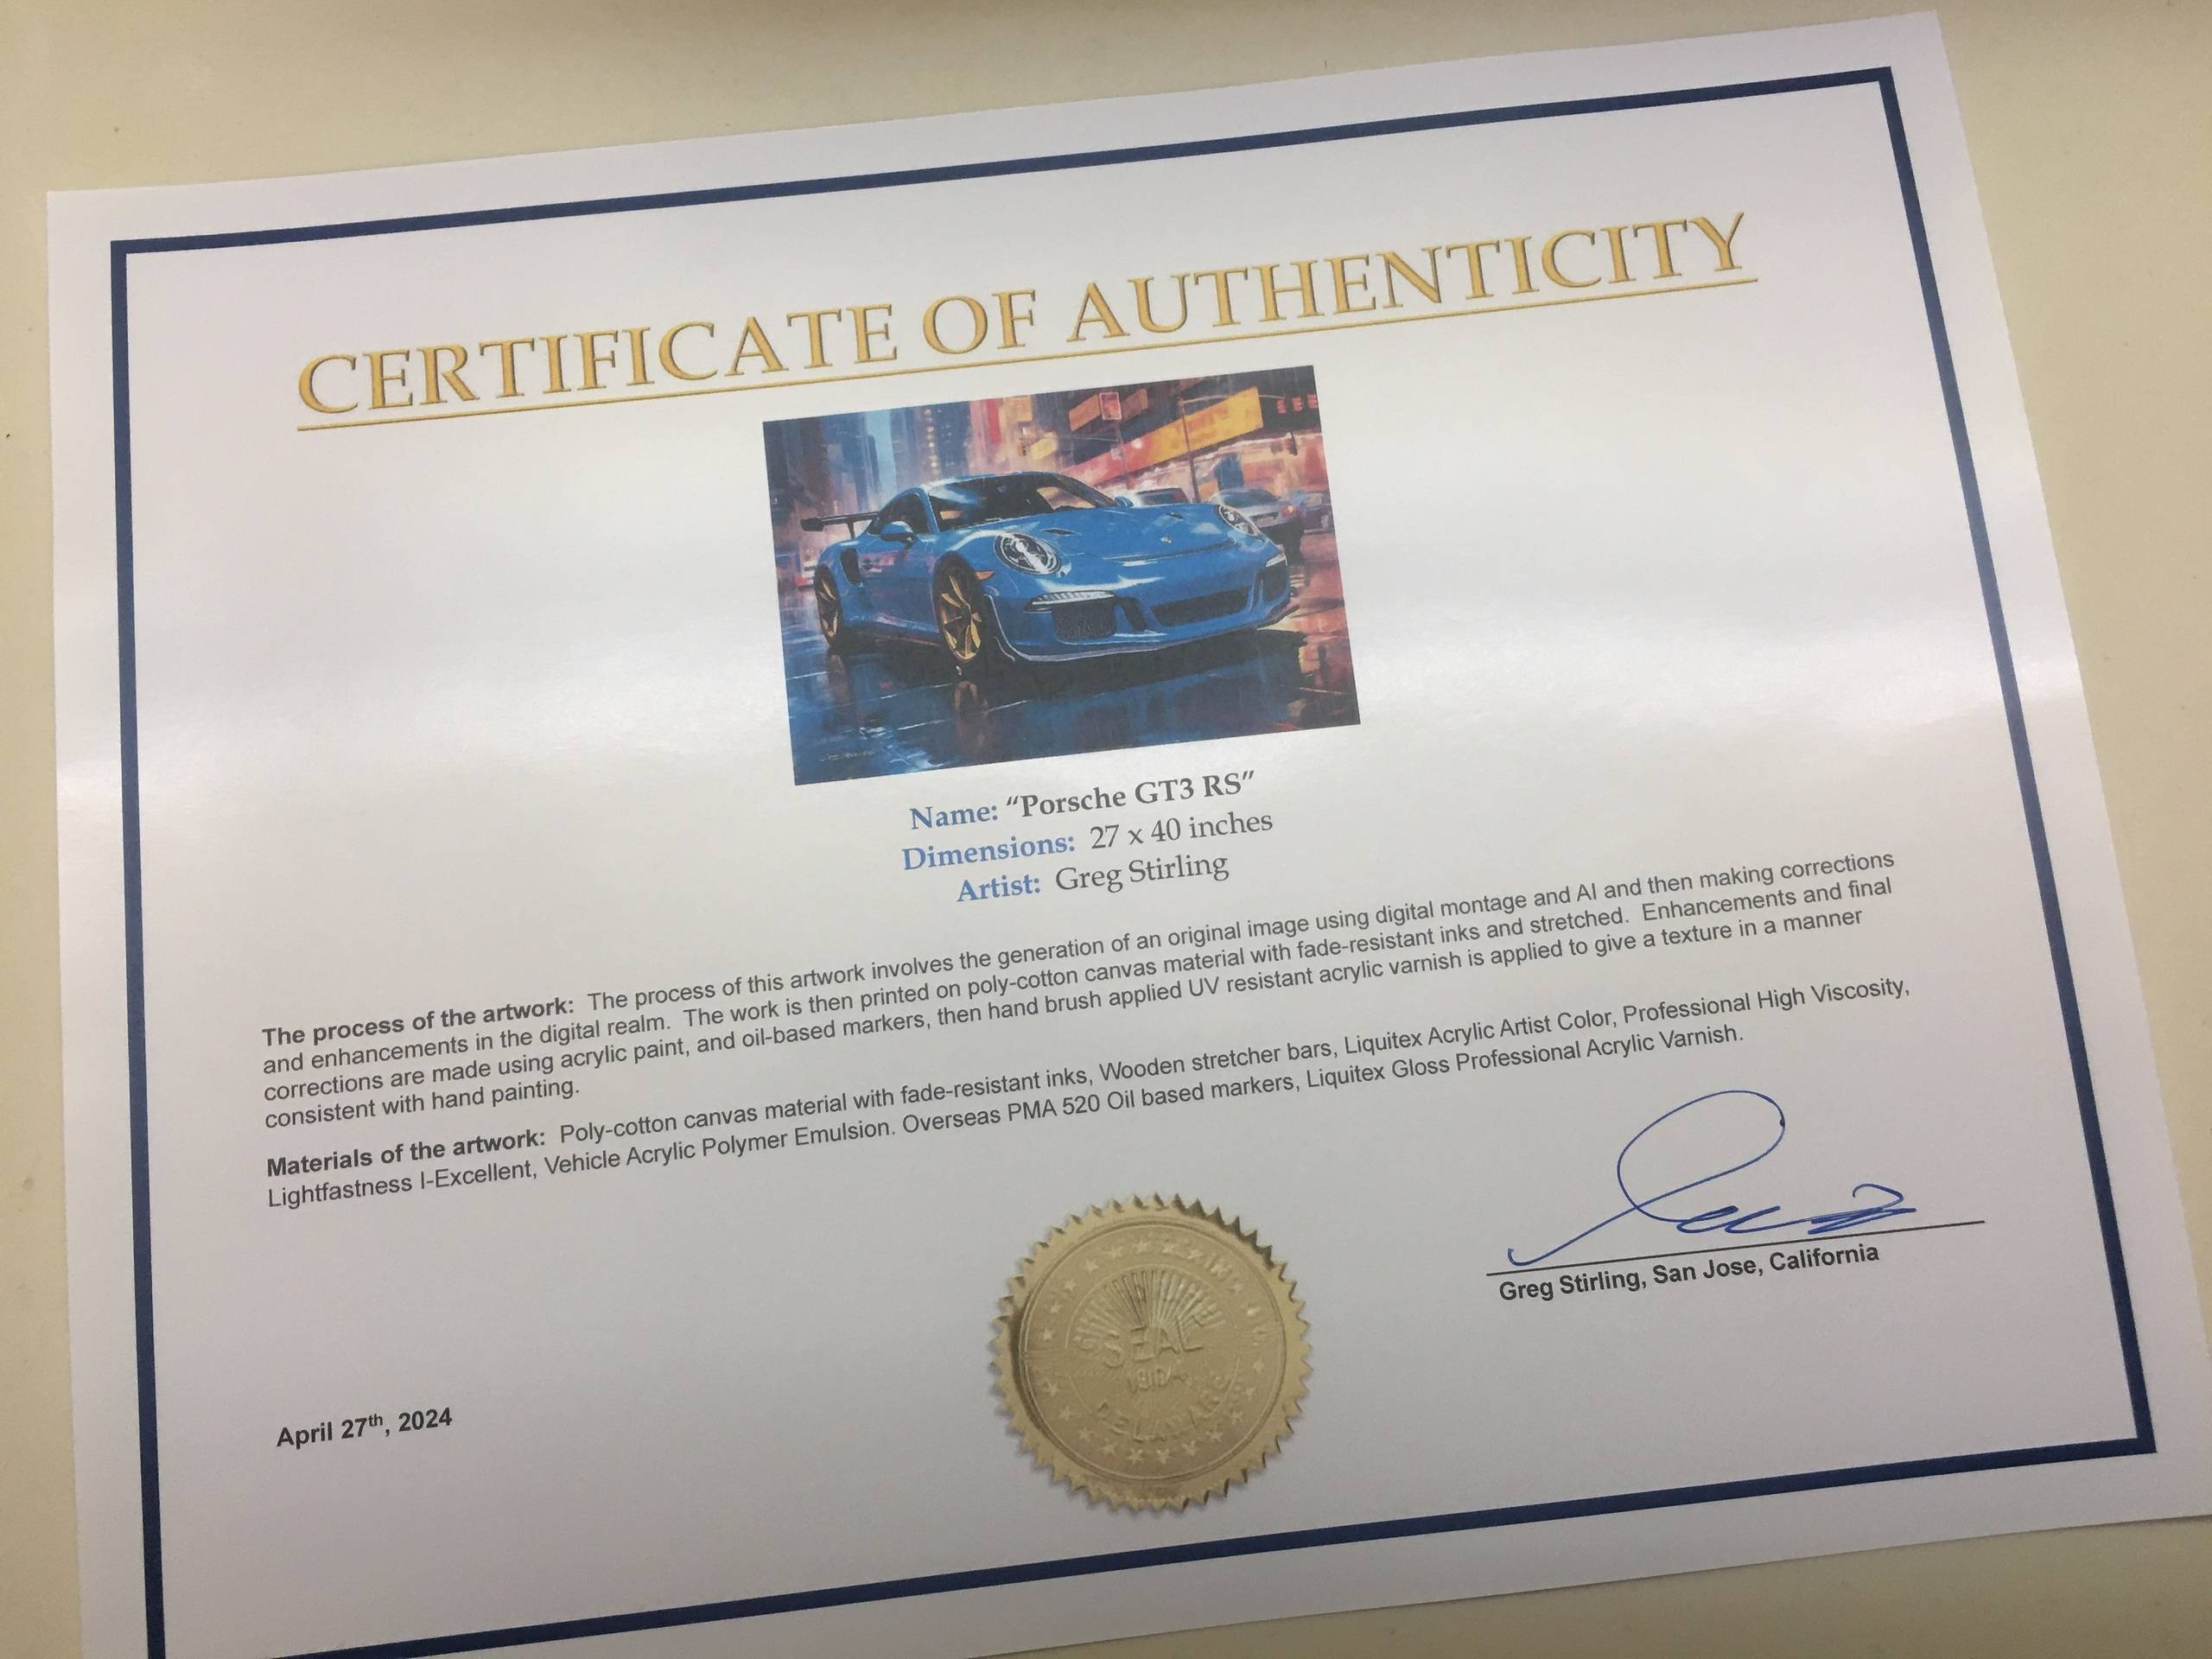 CERTIFICATE OF AUTHENTICITY
Name: “Porsche GT3 RS”
Dimensions: 27 x 40 inches
Artist: Greg Stirling
The process of the artwork: The process of this artwork involves the generation of an original image using digital montage and AI and then making corrections
and enhancements in the digital realm. The work is then printed on poly-cotton canvas material with fade-resistant inks and stretched. Enhancements and final
corrections are made using acrylic paint, and oil-based markers, then hand brush applied UV resistant acrylic varnish is applied to give a texture in a manner
consistent with hand painting.
Materials of the artwork: Poly-cotton canvas material with fade-resistant inks, Wooden stretcher bars, Liquitex Acrylic Artist Color, Professional High Viscosity,
Lightfastness I-Excellent, Vehicle Acrylic Polymer Emulsion. Overseas PMA 520 Oil based markers, Liquitex Gloss Professional Acrylic Varnish.
Greg Stirling, San Jose, California
SEAL
DELAWARE
April 27th, 2024